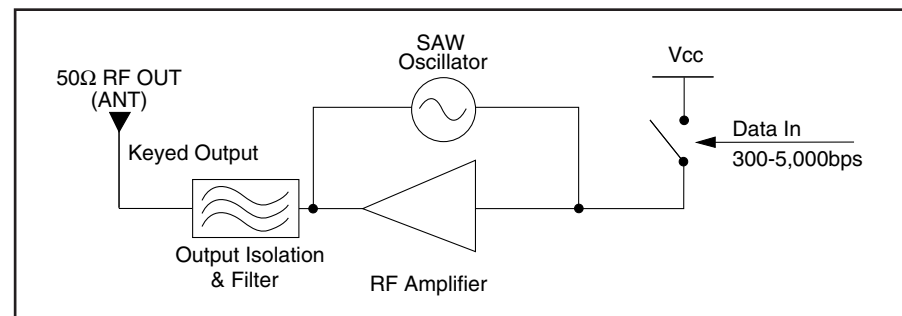 SAW
Oscillator
Vcc
50Ω RF OUT
(ANT)
Data In
300-5,000bps
Keyed Output
Output Isolation
& Filter
RF Amplifier